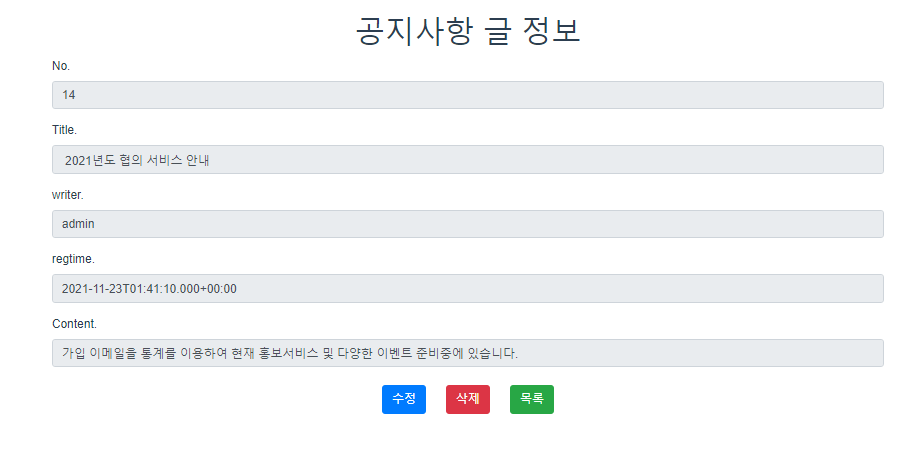 공지사항 글 정보
No.
14
Title.
2021년도 협의 서비스 안내
writer.
admin
regtime.
2021-11-23T01:41:10.000+00:00
Content.
가입 이메일을 통계를 이용하여 현재 홍보서비스 및 다양한 이벤트 준비중에 있습니다.
수정 삭제 목록